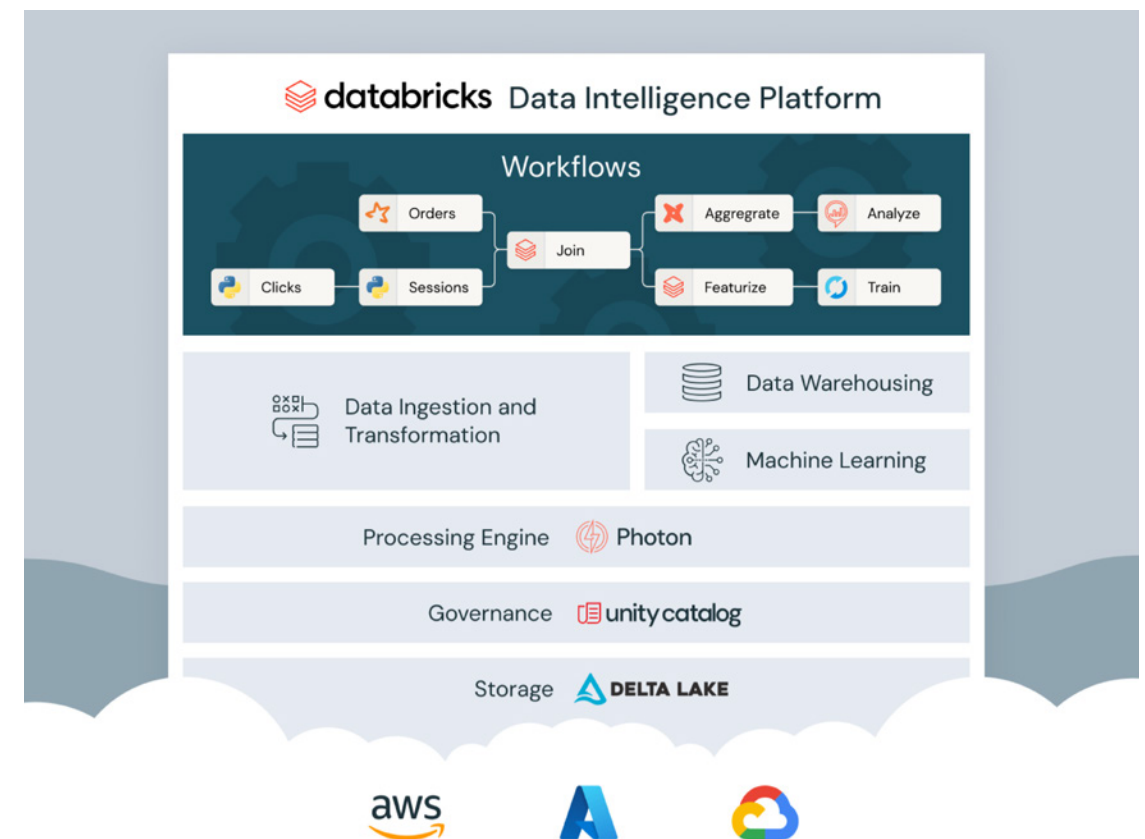 databricks Data Intelligence Platform
Workflows
Orders
Aggregrate
Analyze
Join
Clicks
Sessions
Featurize
Train
Data Ingestion and
Transformation
Data Warehousing
Machine Learning
Processing Engine Photon
Governance unity catalog
Storage DELTA LAKE
aws